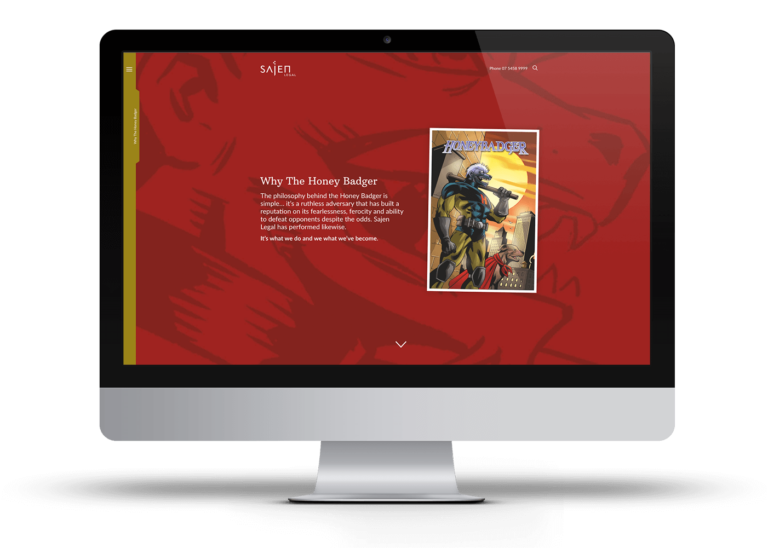 SAJEN
LEGAL
Phone 07 5458 9999
Why The Honey Badger
HONEYBADGER
Why The Honey Badger
The philosophy behind the Honey Badger is
simple... it's a ruthless adversary that has built a
reputation on its fearlessness, ferocity and ability
to defeat opponents despite the odds. Sajen
Legal has performed likewise.
It's what we do and we what we've become.